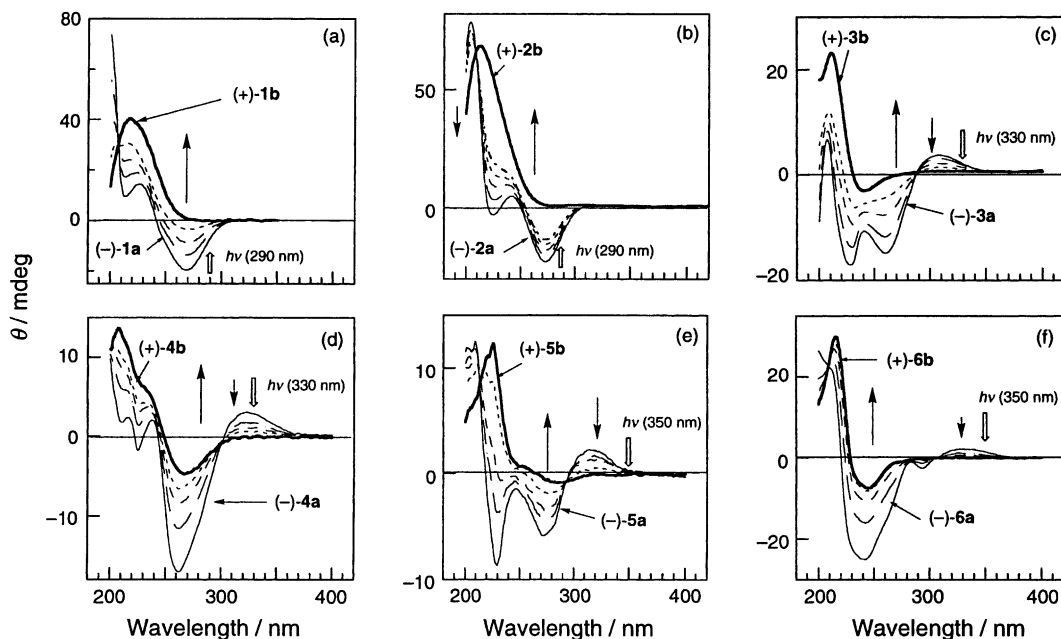 θ / mdeg
80
40
0
(a)
(+)-1b
(−)-1a
hν (290 nm)
50
0
(b)
(+)-2b
(−)-2a
hν (290 nm)
20
0
−20
(c)
(+)-3b
hν (330 nm)
(−)-3a
10
0
−10
(d)
(+)-4b
hν (330 nm)
(−)-4a
200 300 400
Wavelength / nm
10
0
−10
(e)
(+)-5b
hν (350 nm)
(−)-5a
200 300 400
Wavelength / nm
20
0
−20
(f)
(+)-6b
hν (350 nm)
(−)-6a
200 300 400
Wavelength / nm